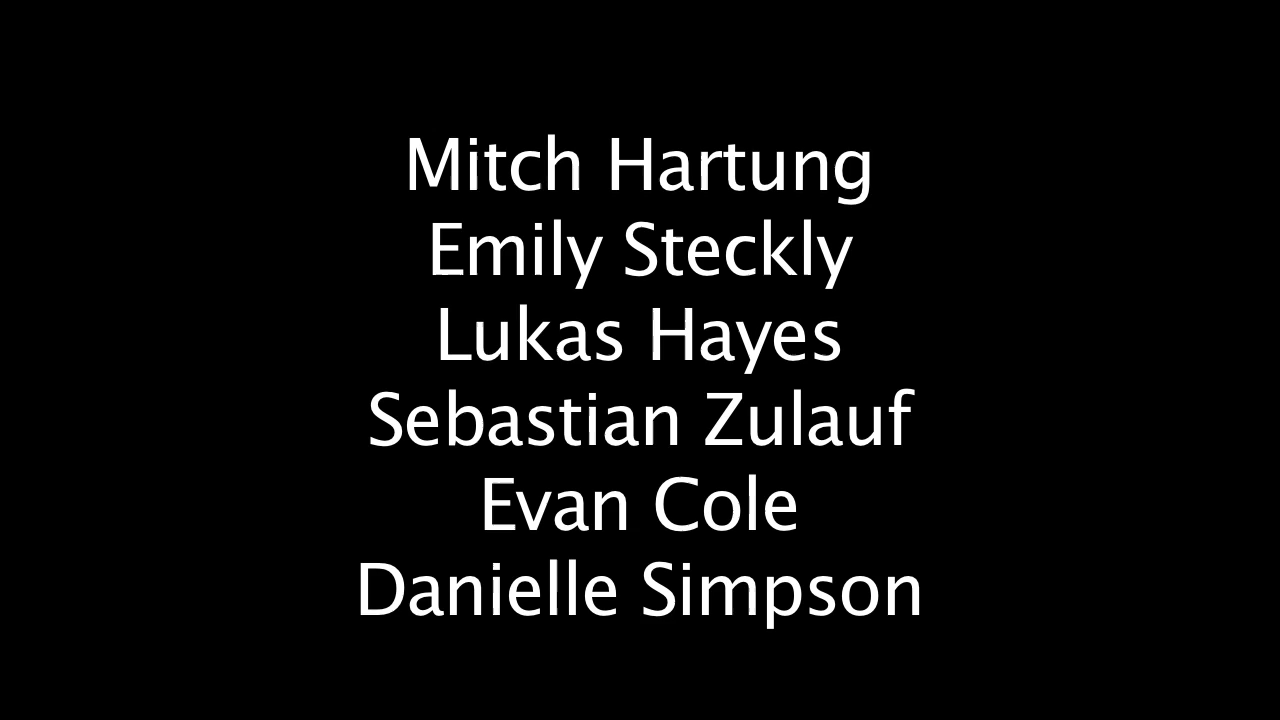 Mitch Hartung
Emily Steckly
Lukas Hayes
Sebastian Zulauf
Evan Cole
Danielle Simpson